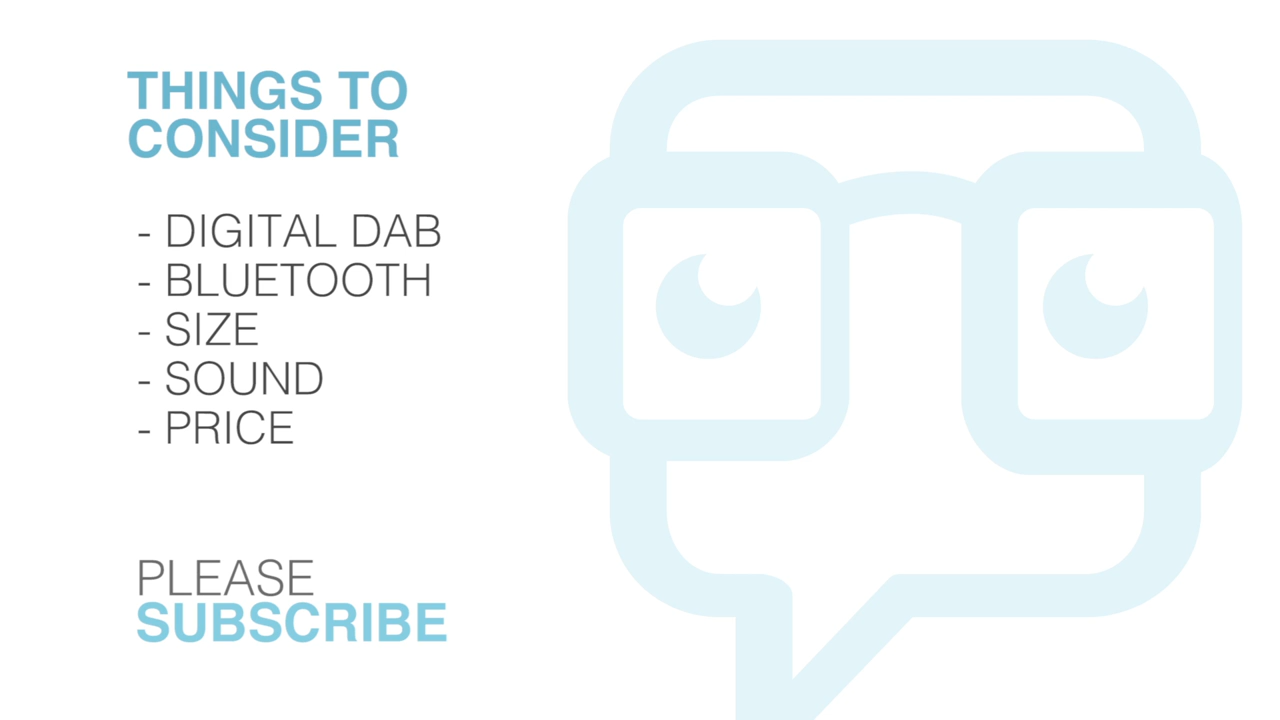 THINGS TO
CONSIDER
- DIGITAL DAB
- BLUETOOTH
- SIZE
- SOUND
- PRICE
PLEASE
SUBSCRIBE